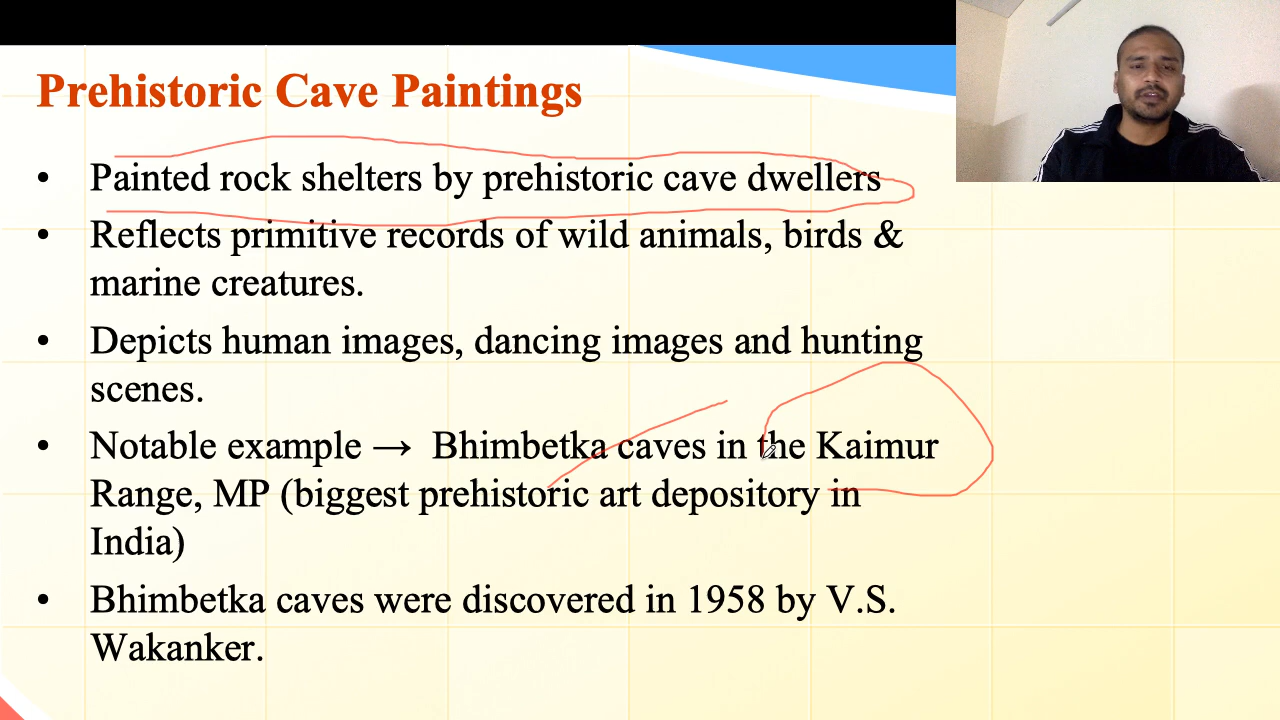 Prehistoric Cave Paintings
• Painted rock shelters by prehistoric cave dwellers
• Reflects primitive records of wild animals, birds &
marine creatures.
• Depicts human images, dancing images and hunting
scenes.
• Notable example → Bhimbetka caves in the Kaimur
Range, MP (biggest prehistoric art depository in
India)
• Bhimbetka caves were discovered in 1958 by V.S.
Wakanker.